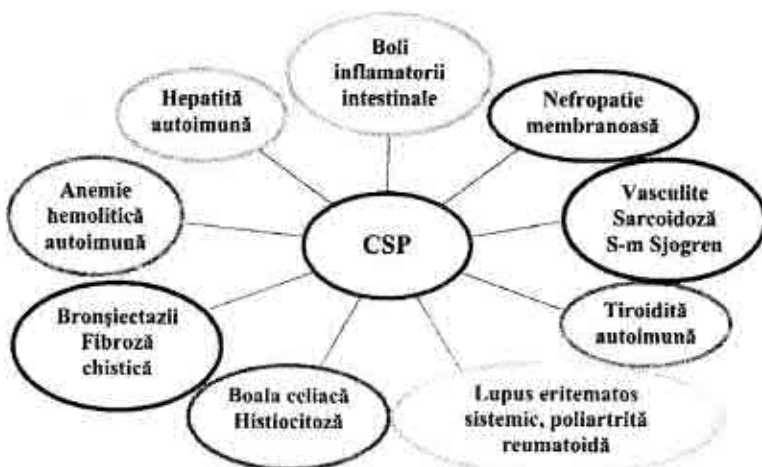 Boli
inflamatorii
intestinale
Hepatită
autoimună
Nefropatie
membranoasă
Anemie
hemolitică
autoimună
Vasculite
Sarcoidoză
S-m Sjogren
CSP
Bronşiectazii
Fibroză
chistică
Tiroidită
autoimună
Boala celiacă
Histiocitoză
Lupus eritematos
sistemic, poliartrită
reumatoidă